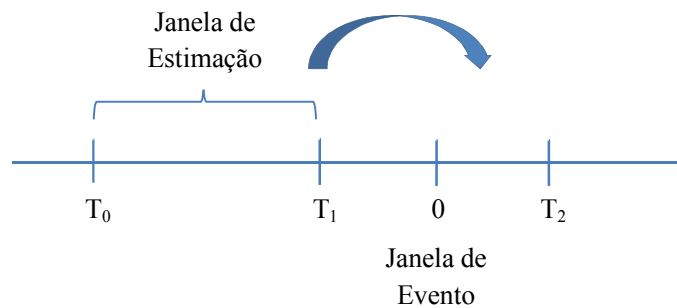 Janela de
Estimação
T₀ T₁ 0 T₂
Janela de
Evento